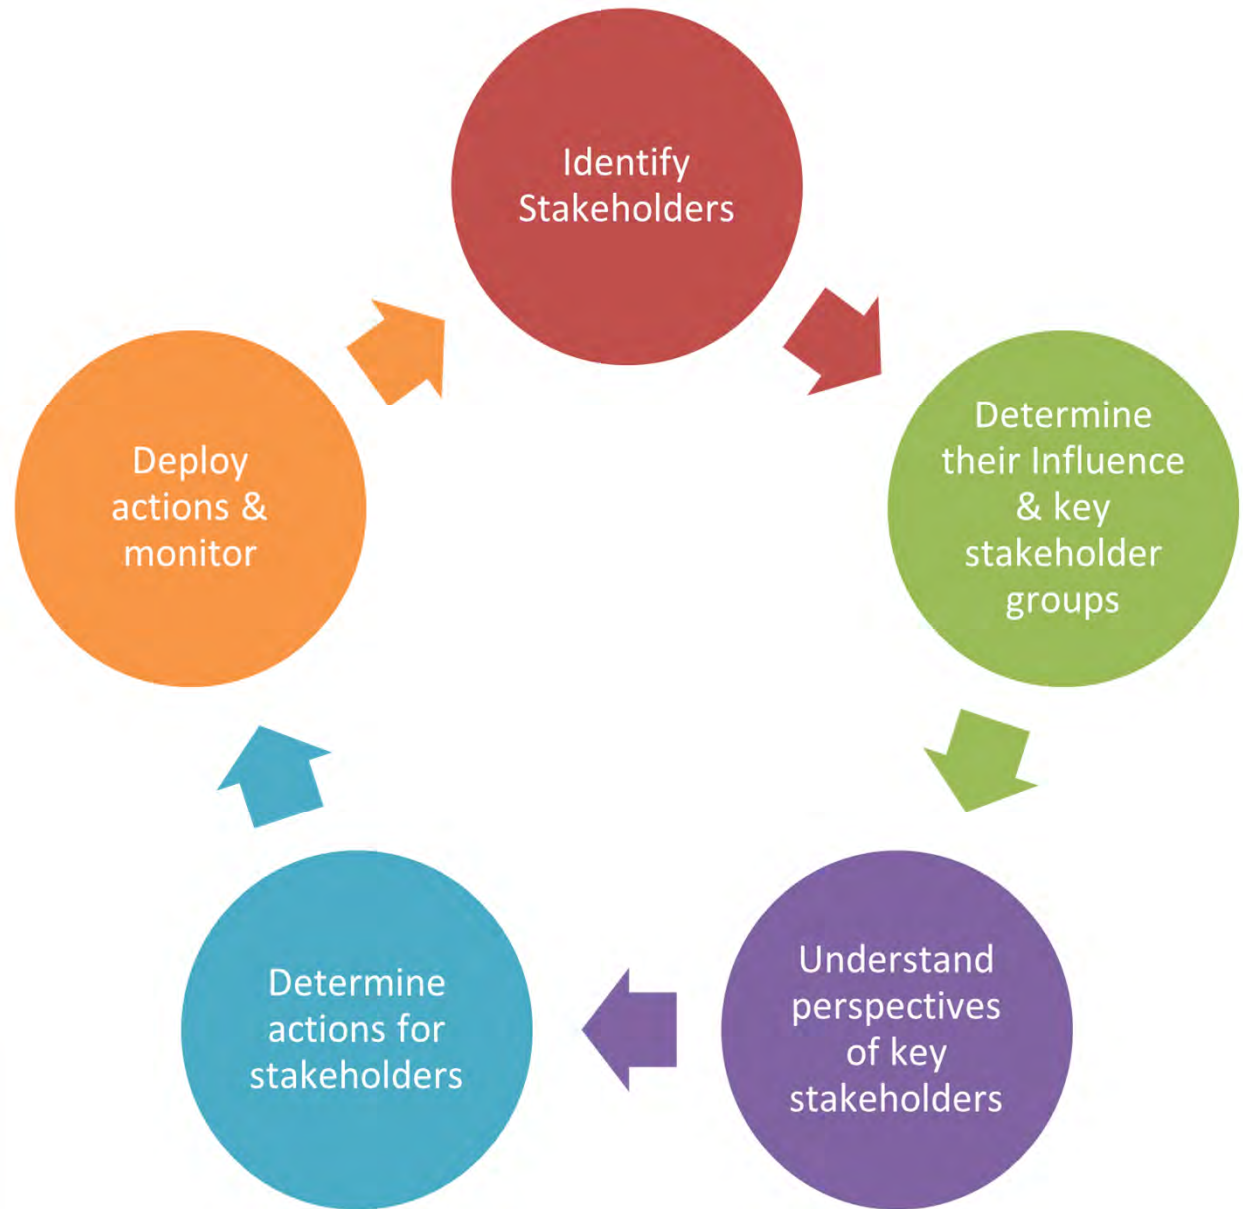 Identify
Stakeholders
Determine
their Influence
& key
stakeholder
groups
Understand
perspectives
of key
stakeholders
Determine
actions for
stakeholders
Deploy
actions &
monitor